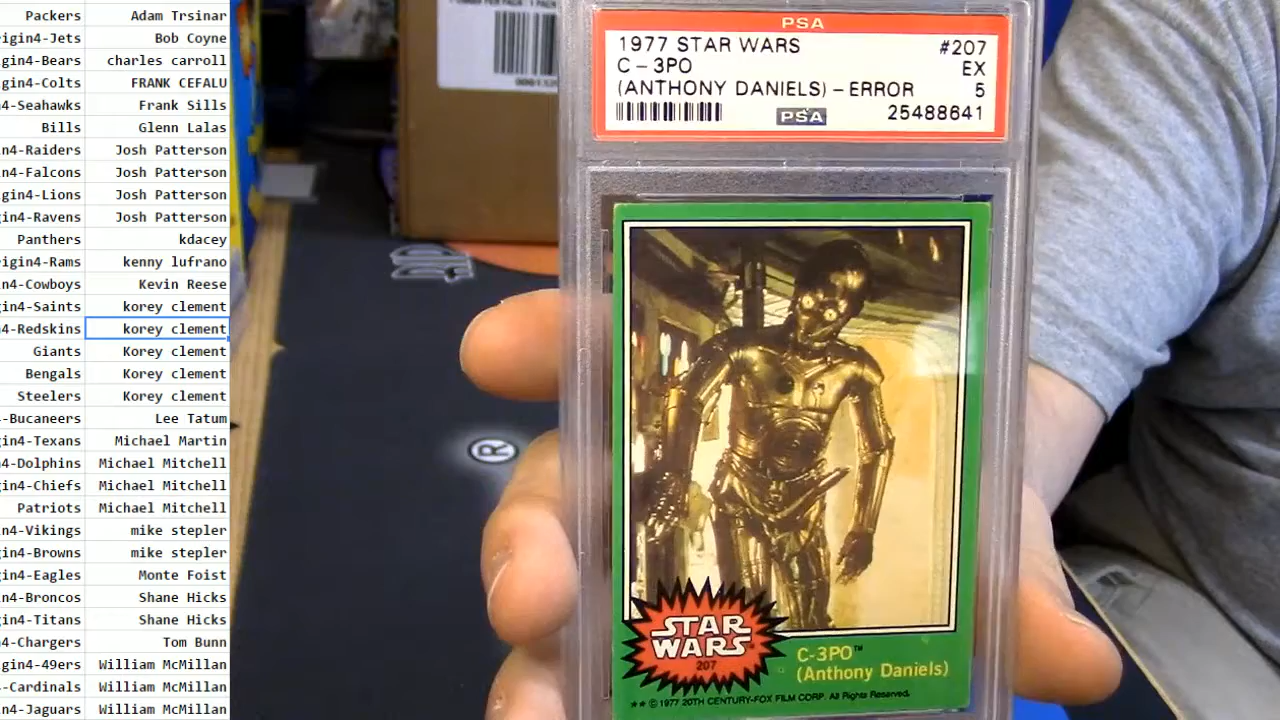 Packers Adam Trsinar
igin4-Jets Bob Coyne
gin4-Bears charles carroll
gin4-Colts FRANK CEFALU
4-Seahawks Frank Sills
Bills Glenn Lalas
n4-Raiders Josh Patterson
n4-Falcons Josh Patterson
gin4-Lions Josh Patterson
in4-Ravens Josh Patterson
Panthers kdacey
igin4-Rams kenny lufrano
n4-Cowboys Kevin Reese
in4-Saints korey clement
4-Redskins korey clement
Giants Korey clement
Bengals Korey clement
Steelers Korey clement
-Bucaneers Lee Tatum
in4-Texans Michael Martin
4-Dolphins Michael Mitchell
in4-Chiefs Michael Mitchell
Patriots Michael Mitchell
n4-Vikings mike stepler
in4-Browns mike stepler
in4-Eagles Monte Foist
n4-Broncos Shane Hicks
in4-Titans Shane Hicks
4-Chargers Tom Bunn
gin4-49ers William McMillan
-Cardinals William McMillan
n4-Jaguers William McMillan
PSA
1977 STAR WARS #207
C-3PO EX
(ANTHONY DANIELS) - ERROR 5
PSA 25488641
®
STAR
WARS
207
C-3PO™
(Anthony Daniels)
★★ © 1977 20TH CENTURY-FOX FILM CORP. All Rights Reserved.